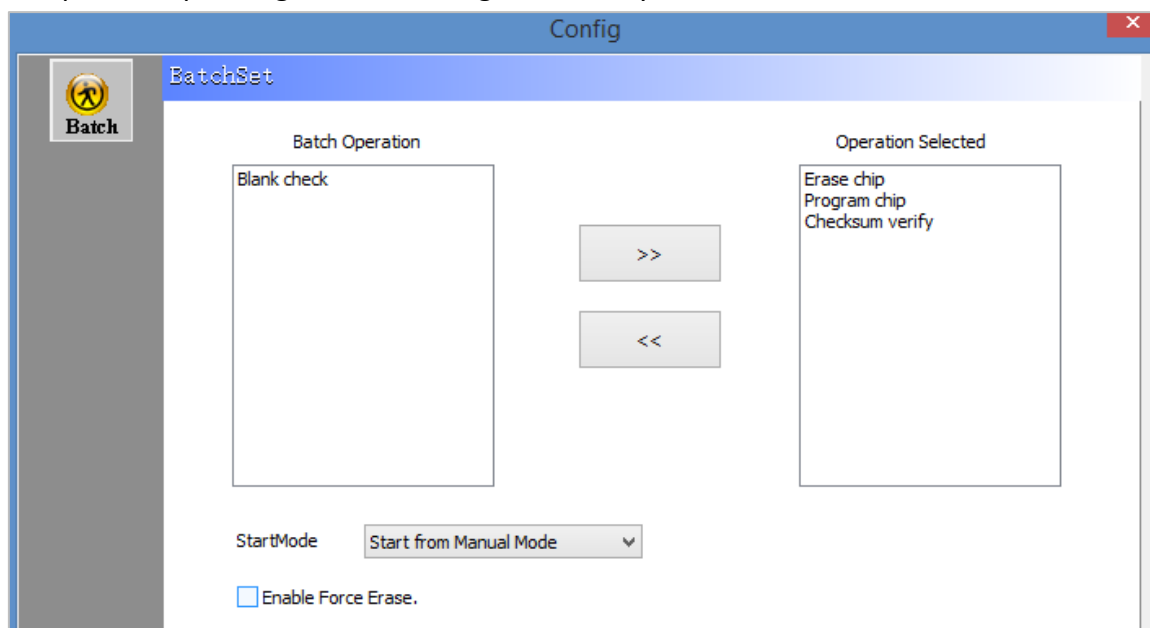 Config
BatchSet
Batch
Batch Operation
Operation Selected
Blank check
Erase chip
Program chip
Checksum verify
>>
<<
StartMode
Start from Manual Mode
Enable Force Erase.